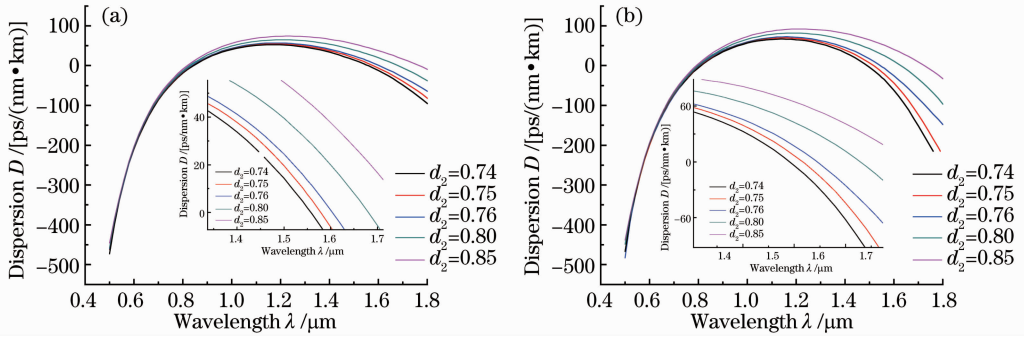 (a)
100
50
0
−100
−150
−200
−300
−400
−500
Dispersion D /[ps/(nm•km)]
0.4
0.6
0.8
1.0
1.2
1.4
1.6
1.8
Wavelength λ /μm
d2=0.74
d2=0.75
d2=0.76
d2=0.80
d2=0.85
40
20
0
Dispersion D /[ps/nm•km)]
1.4
1.5
1.6
1.7
Wavelength λ /μm
d2=0.74
d2=0.75
d2=0.76
d2=0.80
d2=0.85
(b)
100
50
0
−100
−150
−200
−300
−400
−500
Dispersion D /[ps/(nm•km)]
0.4
0.6
0.8
1.0
1.2
1.4
1.6
1.8
Wavelength λ /μm
d2=0.74
d2=0.75
d2=0.76
d2=0.80
d2=0.85
60
0
−60
Dispersion D /[ps/nm•km)]
1.4
1.5
1.6
1.7
Wavelength λ /μm
d2=0.74
d2=0.75
d2=0.76
d2=0.80
d2=0.85